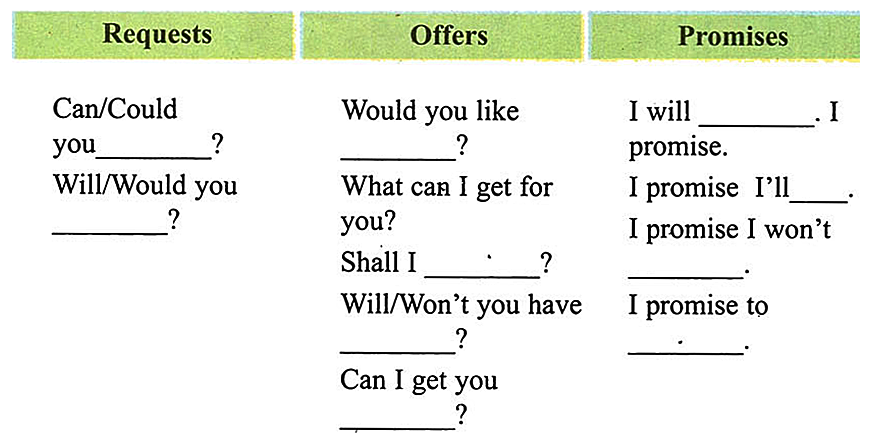 Requests
Can/Could
you________?
Will/Would you
________?
Offers
Would you like
________?
What can I get for
you?
Shall I ________?
Will/Won't you have
________?
Can I get you
________?
Promises
I will ________. I
promise.
I promise I'll____.
I promise I won't
________.
I promise to
________.